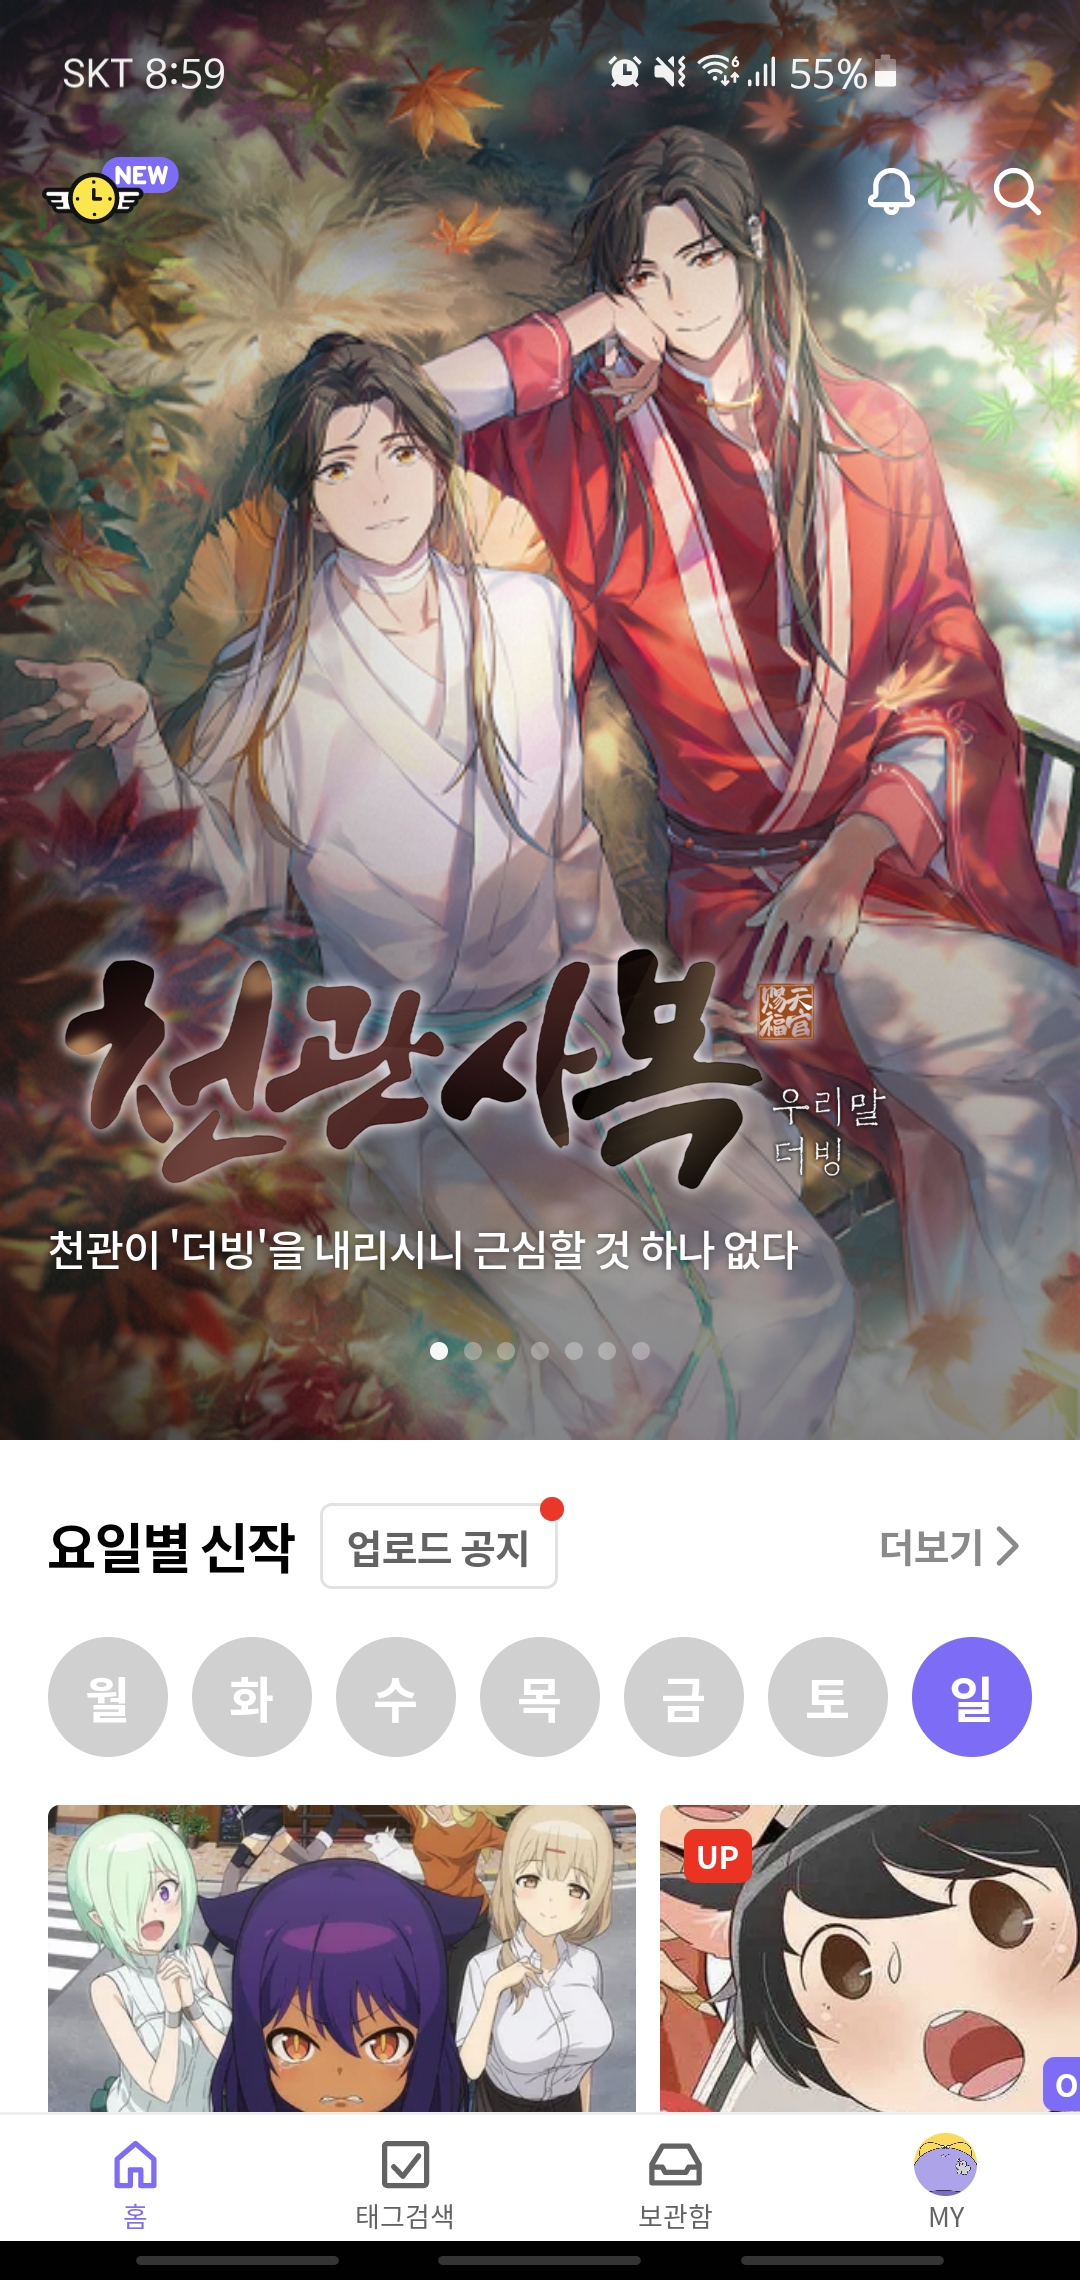 SKT 8:59
55%
NEW
천관사복
天官
賜福
우리말
더빙
천관이 '더빙'을 내리시니 근심할 것 하나 없다
요일별 신작
업로드 공지
더보기
월 화 수 목 금 토 일
UP
홈 태그검색 보관함 MY